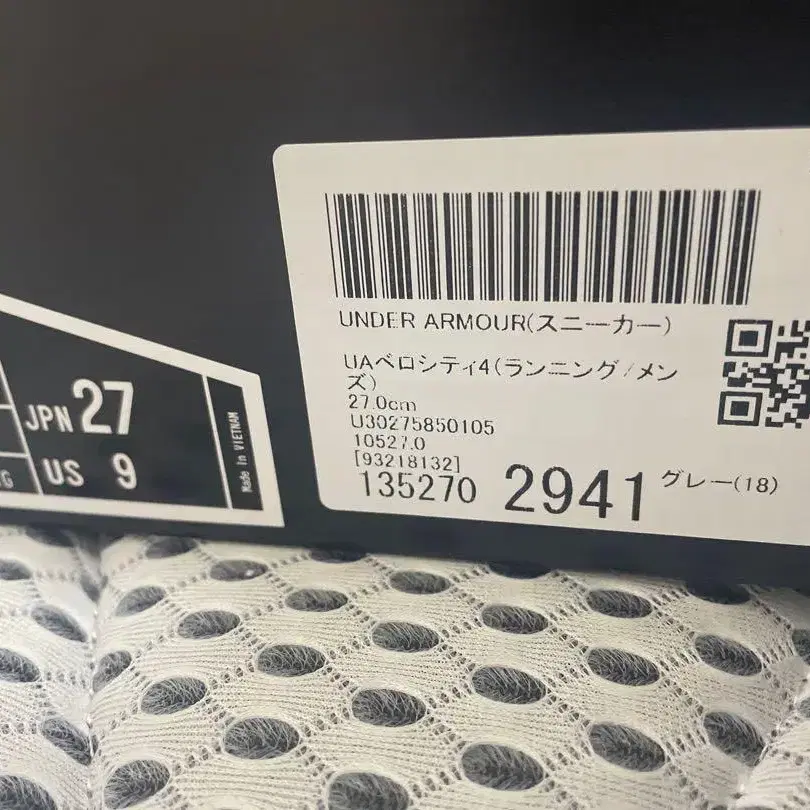 JPN 27
US 9
Made In VIETNAM
UNDER ARMOUR(スニーカー)
UAベロシティ4(ランニング/メン
ズ)
27.0cm
U30275850105
10527.0
[93218132]
135270 2941 グレー(18)